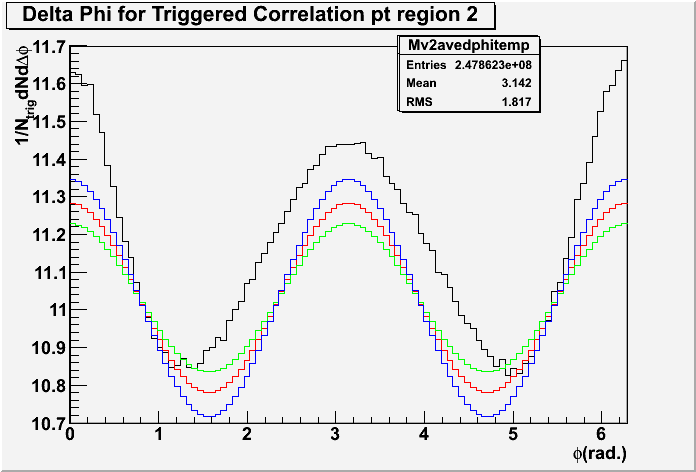 Delta Phi for Triggered Correlation pt region 2
Mv2avedphitemp
Entries 2.478623e+08
Mean 3.142
RMS 1.817
1/N_trig dNdΔϕ
11.7
11.6
11.5
11.4
11.3
11.2
11.1
11
10.9
10.8
10.7
0 1 2 3 4 5 6
ϕ(rad.)